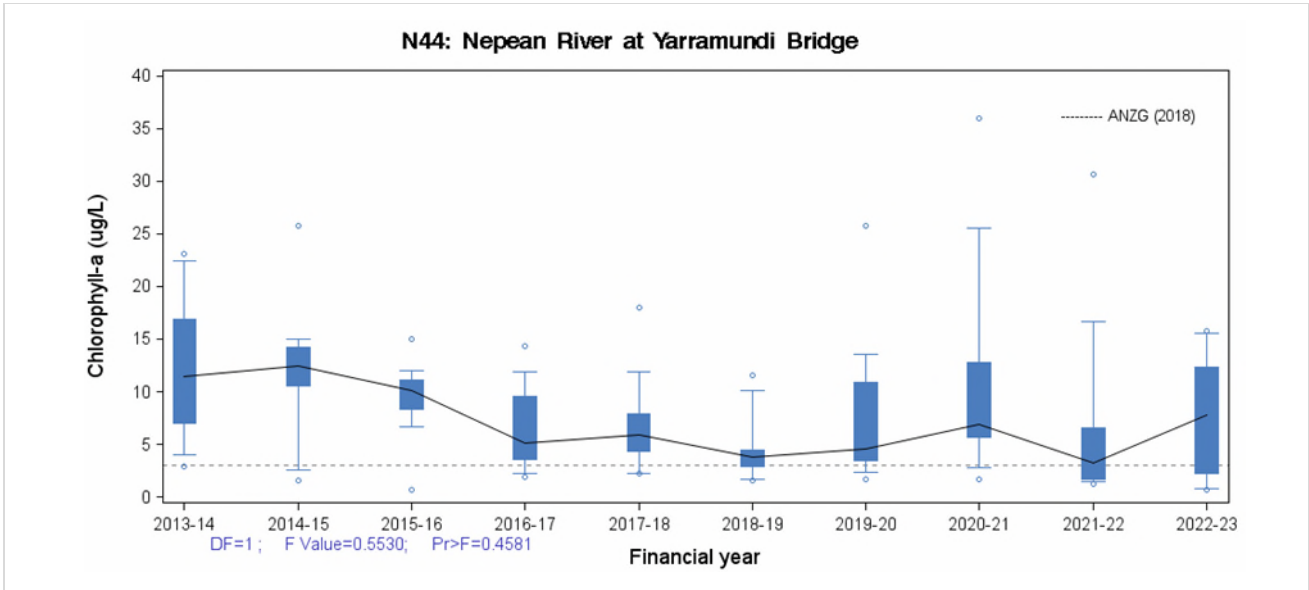 N44: Nepean River at Yarramundi Bridge
40
35
30
25
20
15
10
5
0
Chlorophyll-a (ug/L)
ANZG (2018)
2013-14 2014-15 2015-16 2016-17 2017-18 2018-19 2019-20 2020-21 2021-22 2022-23
DF=1 ; F Value=0.5530; Pr>F=0.4581
Financial year